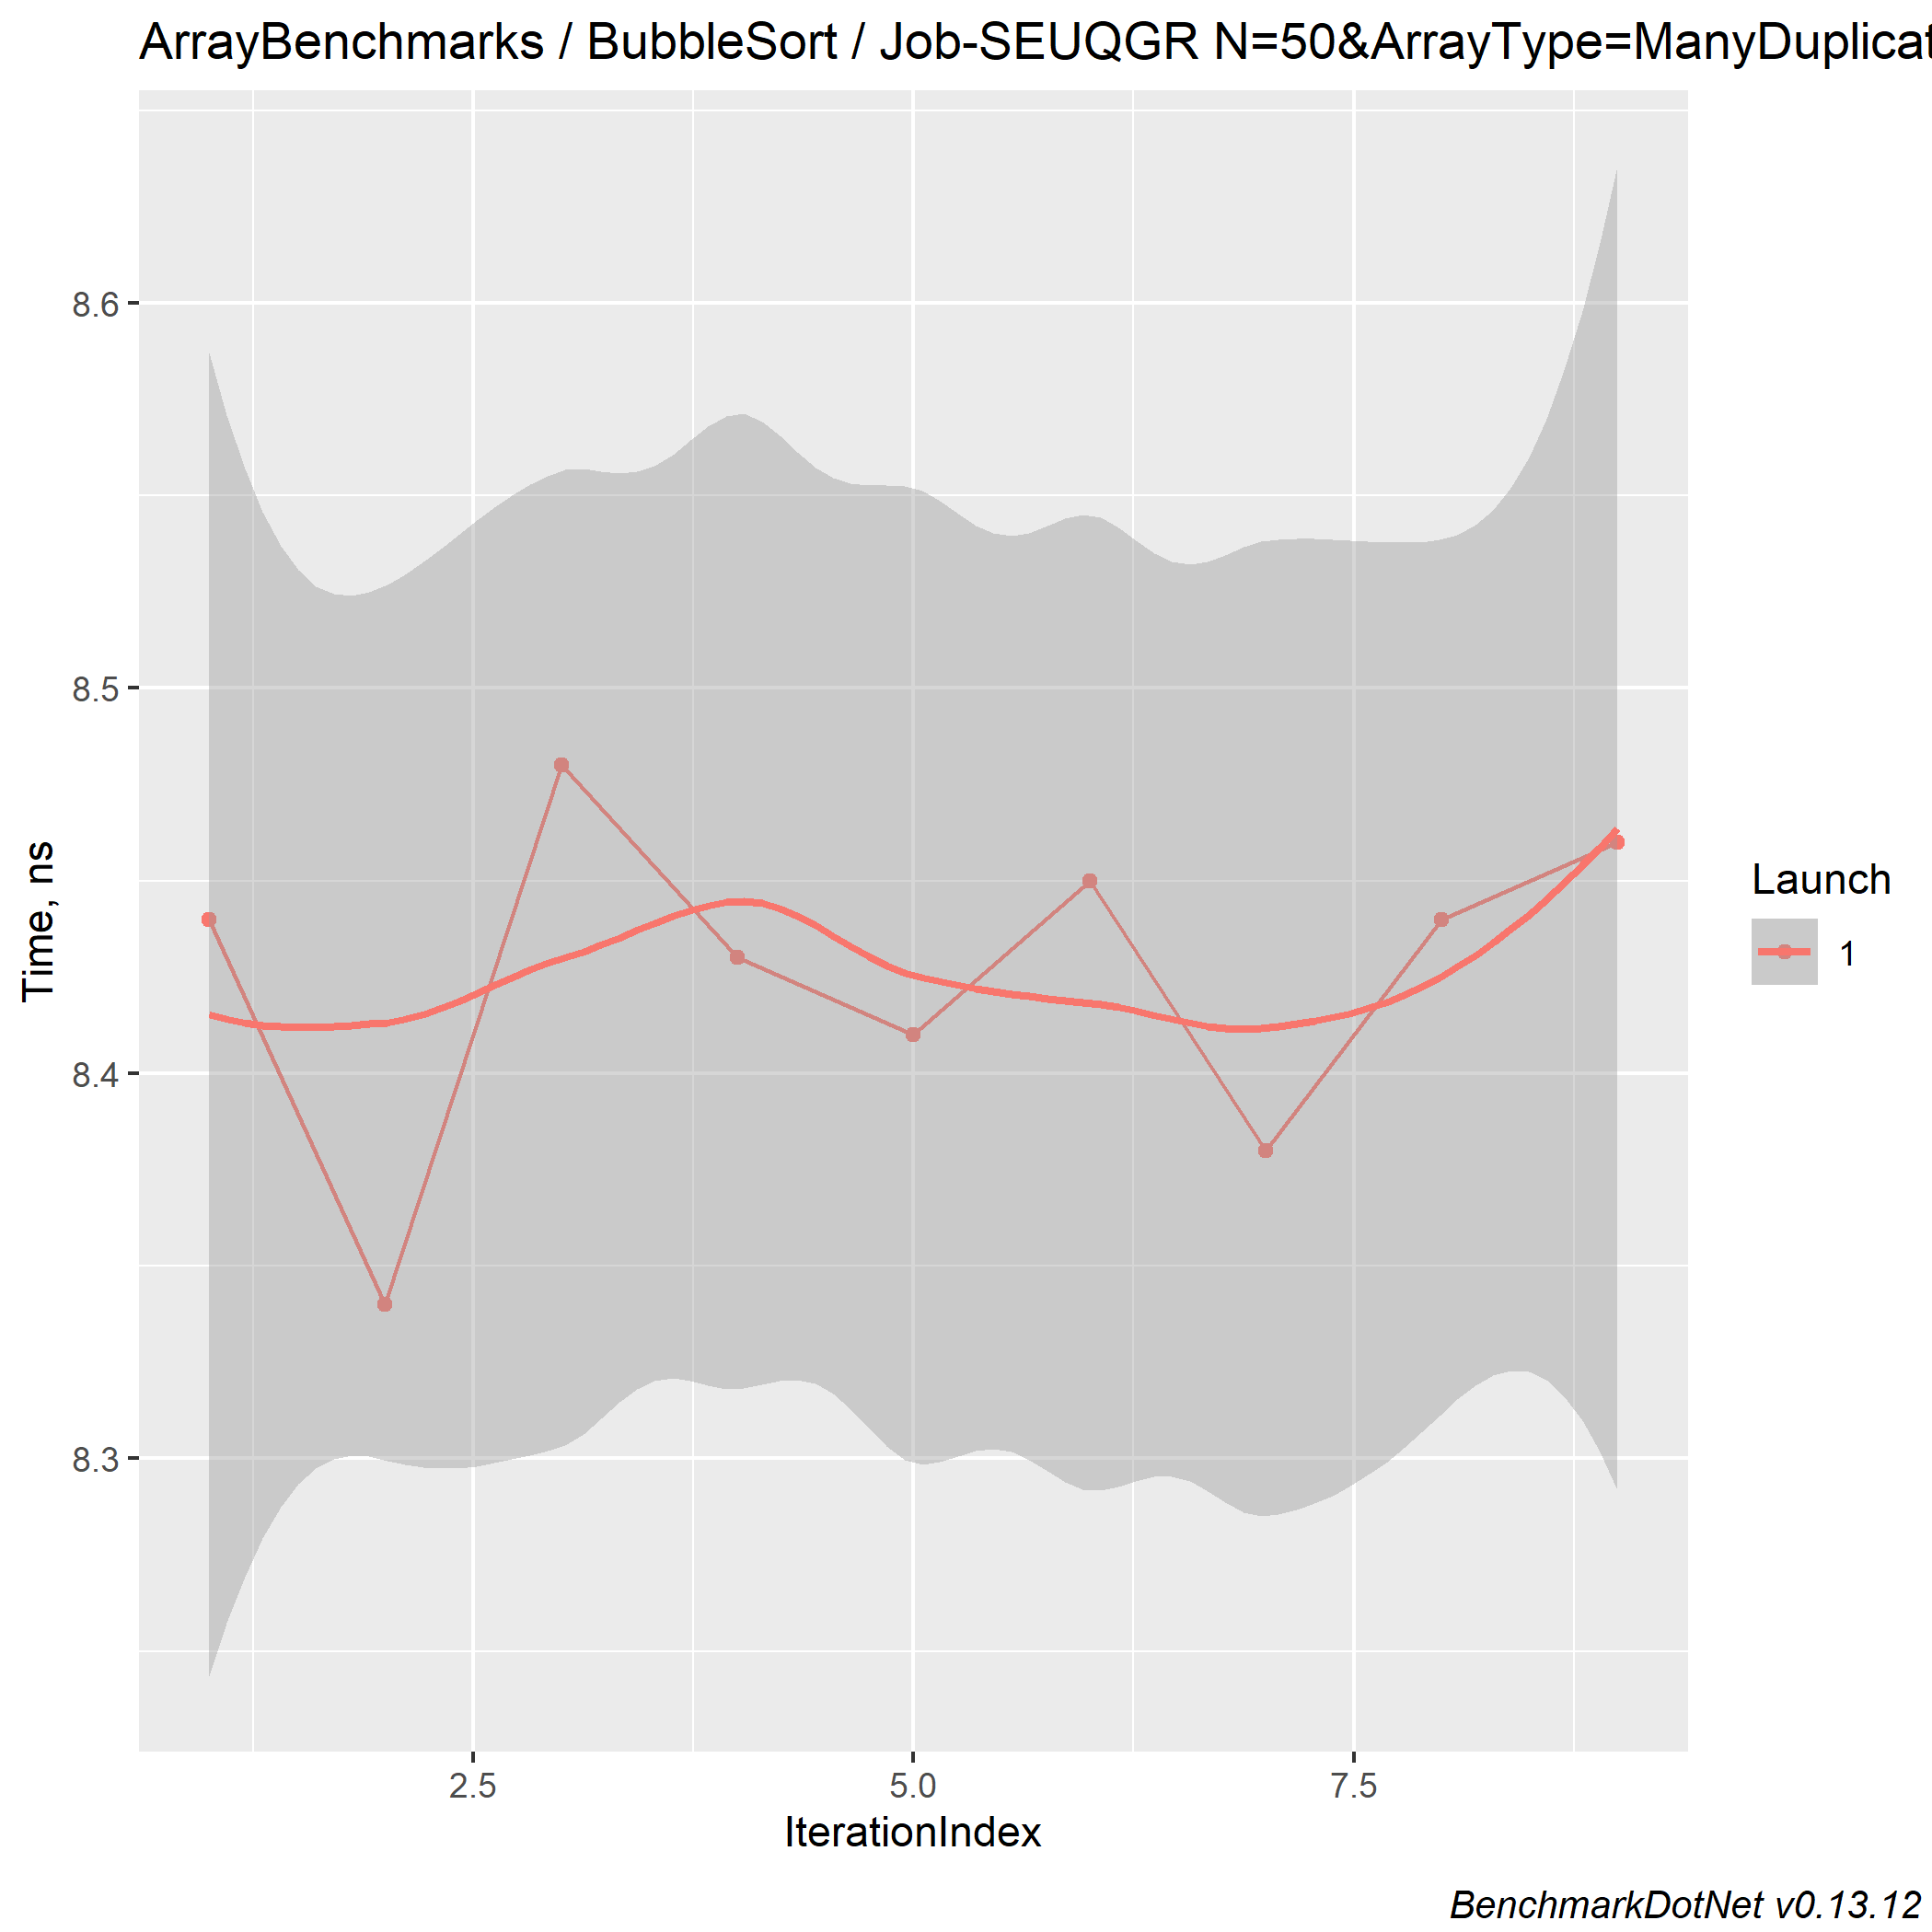 ArrayBenchmarks / BubbleSort / Job-SEUQGR N=50&ArrayType=ManyDuplicat
8.6
8.5
8.4
8.3
Time, ns
2.5 5.0 7.5
IterationIndex
Launch
1
BenchmarkDotNet v0.13.12